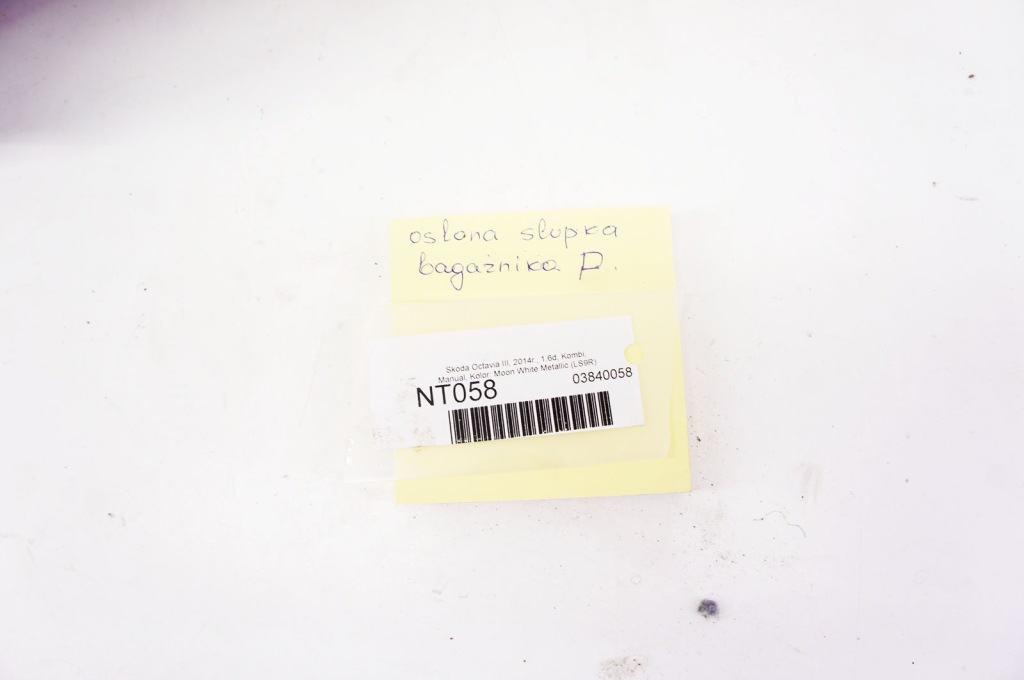 osłona słupka
bagażnika P.
Skoda Octavia III, 2014r., 1.6d, Kombi,
Manual, Kolor: Moon White Metallic (LS9R)
NT058
03840058